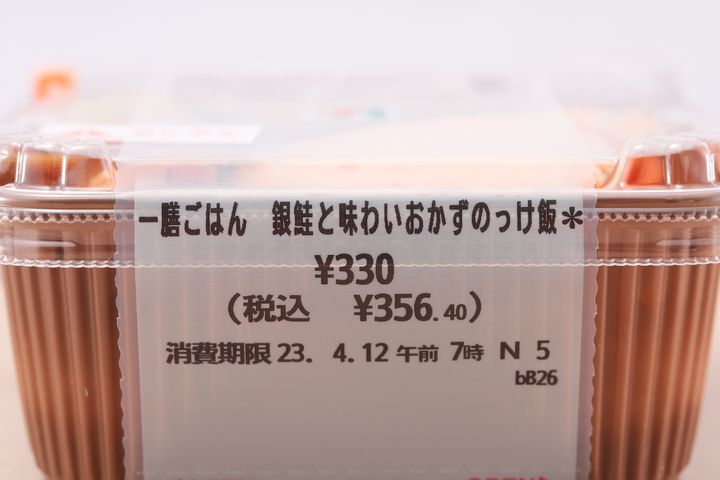 一膳ごはん　銀鮭と味わいおかずのっけ飯＊
¥330
（税込　¥356.40）
消費期限 23. 4.12 午前 7時 N 5
bB26